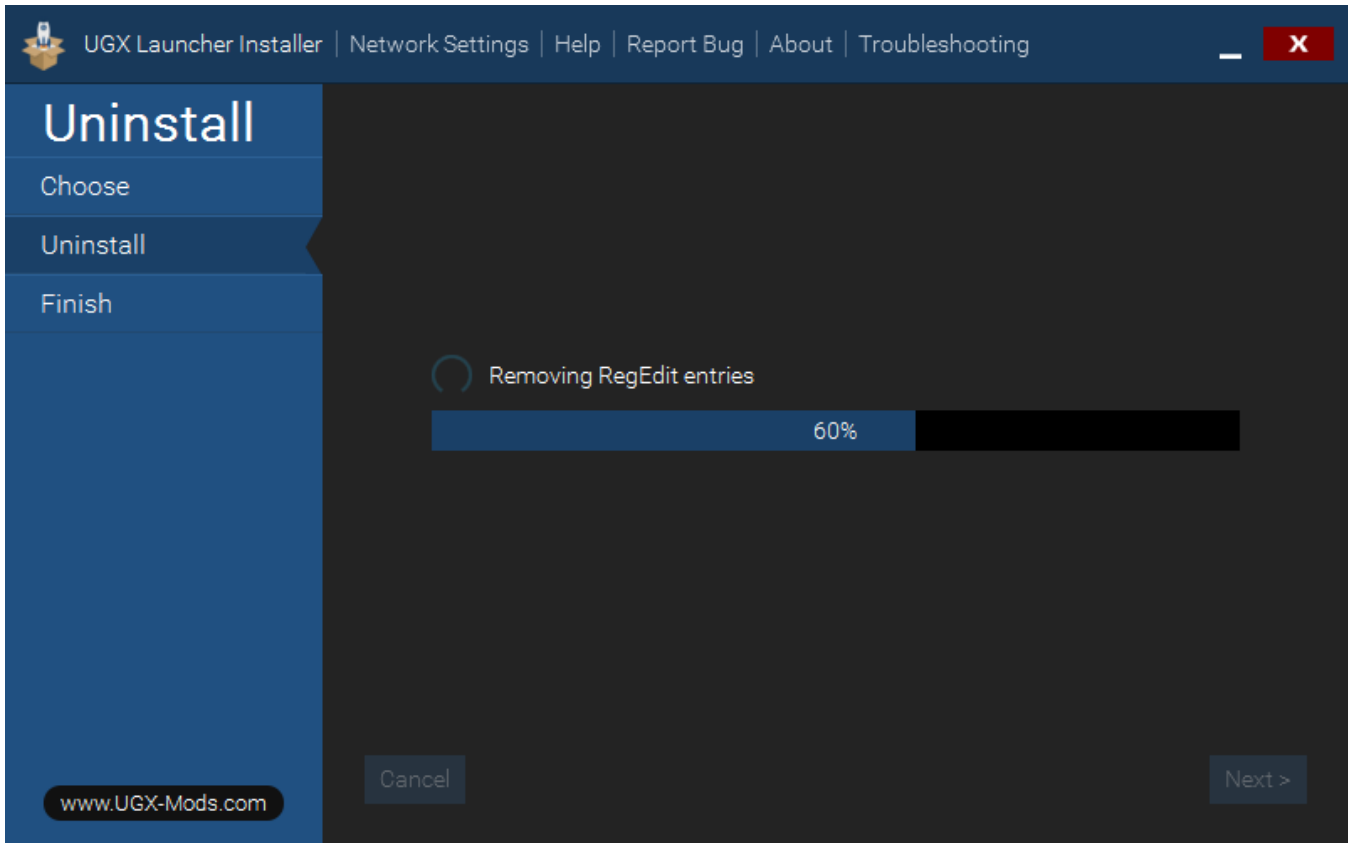 UGX Launcher Installer | Network Settings | Help | Report Bug | About | Troubleshooting
_ X
Uninstall
Choose
Uninstall
Finish
Removing RegEdit entries
60%
Cancel
Next >
www.UGX-Mods.com